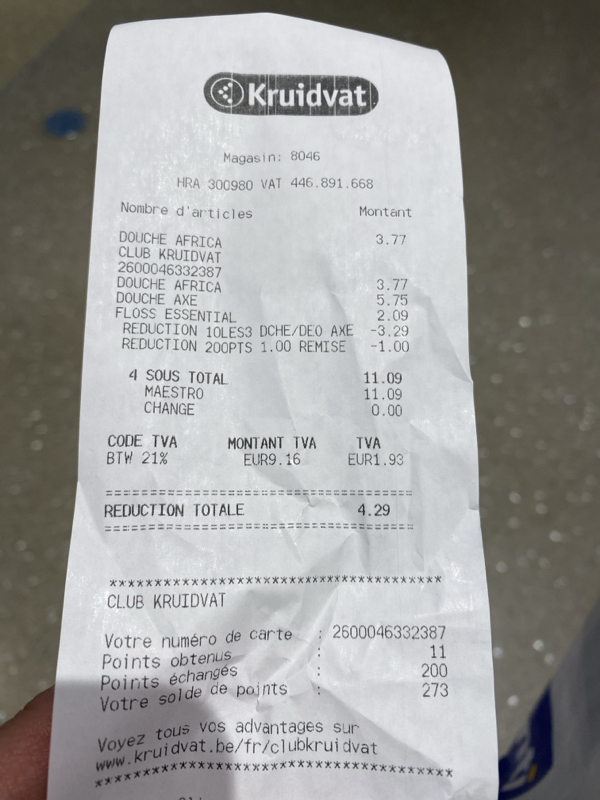 Kruidvat
Magasin: 8046
HRA 300980 VAT 446.891.668
Nombre d'articles Montant
DOUCHE AFRICA 3.77
CLUB KRUIDVAT
2600046332387
DOUCHE AFRICA 3.77
DOUCHE AXE 5.75
FLOSS ESSENTIAL 2.09
REDUCTION 10LES3 DCHE/DEO AXE -3.29
REDUCTION 200PTS 1.00 REMISE -1.00
4 SOUS TOTAL 11.09
MAESTRO 11.09
CHANGE 0.00
CODE TVA MONTANT TVA TVA
BTW 21% EUR9.16 EUR1.93
==================================
REDUCTION TOTALE 4.29
==================================
*************************************
CLUB KRUIDVAT
Votre numéro de carte : 2600046332387
Points obtenus : 11
Points échangés : 200
Votre solde de points : 273
Voyez tous vos advantages sur
www.kruidvat.be/fr/clubkruidvat
*************************************